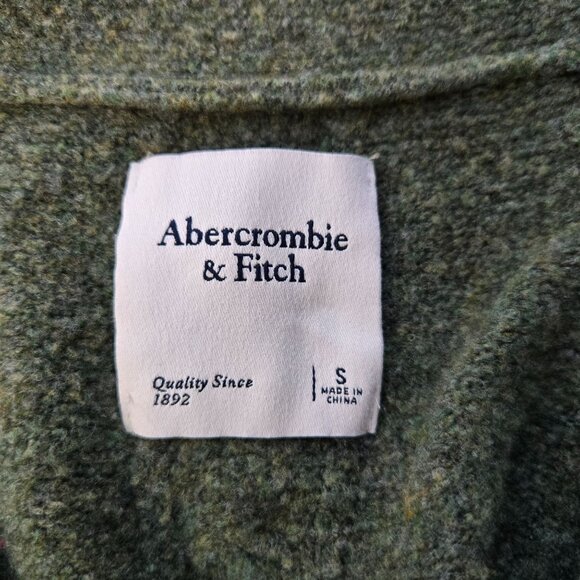 Abercrombie
& Fitch
Quality Since
1892
S
MADE IN
CHINA